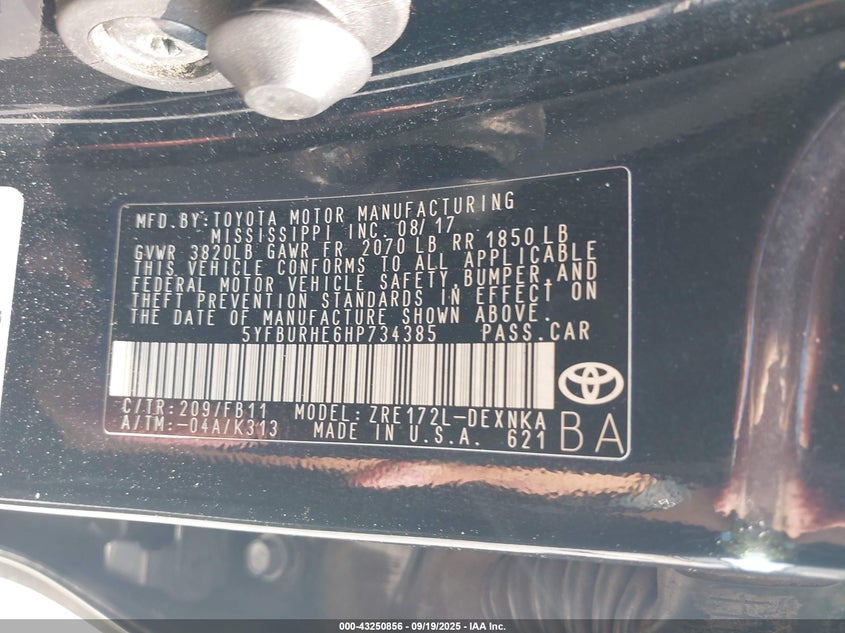 MFD.BY:TOYOTA MOTOR MANUFACTURING
MISSISSIPPI INC. 08/17
GVWR 3820LB GAWR FR 2070 LB RR 1850 LB
THIS VEHICLE CONFORMS TO ALL APPLICABLE
FEDERAL MOTOR VEHICLE SAFETY,BUMPER,AND
THEFT PREVENTION STANDARDS IN EFFECT ON
THE DATE OF MANUFACTURE SHOWN ABOVE.
5YFBURHE6HP734385 PASS.CAR
C/TR:209/FB11 MODEL:ZRE172L-DEXNKA
A/TM:-04A/K313 MADE IN U.S.A. 621
BA
000-43250856 - 09/19/2025 - IAA Inc.